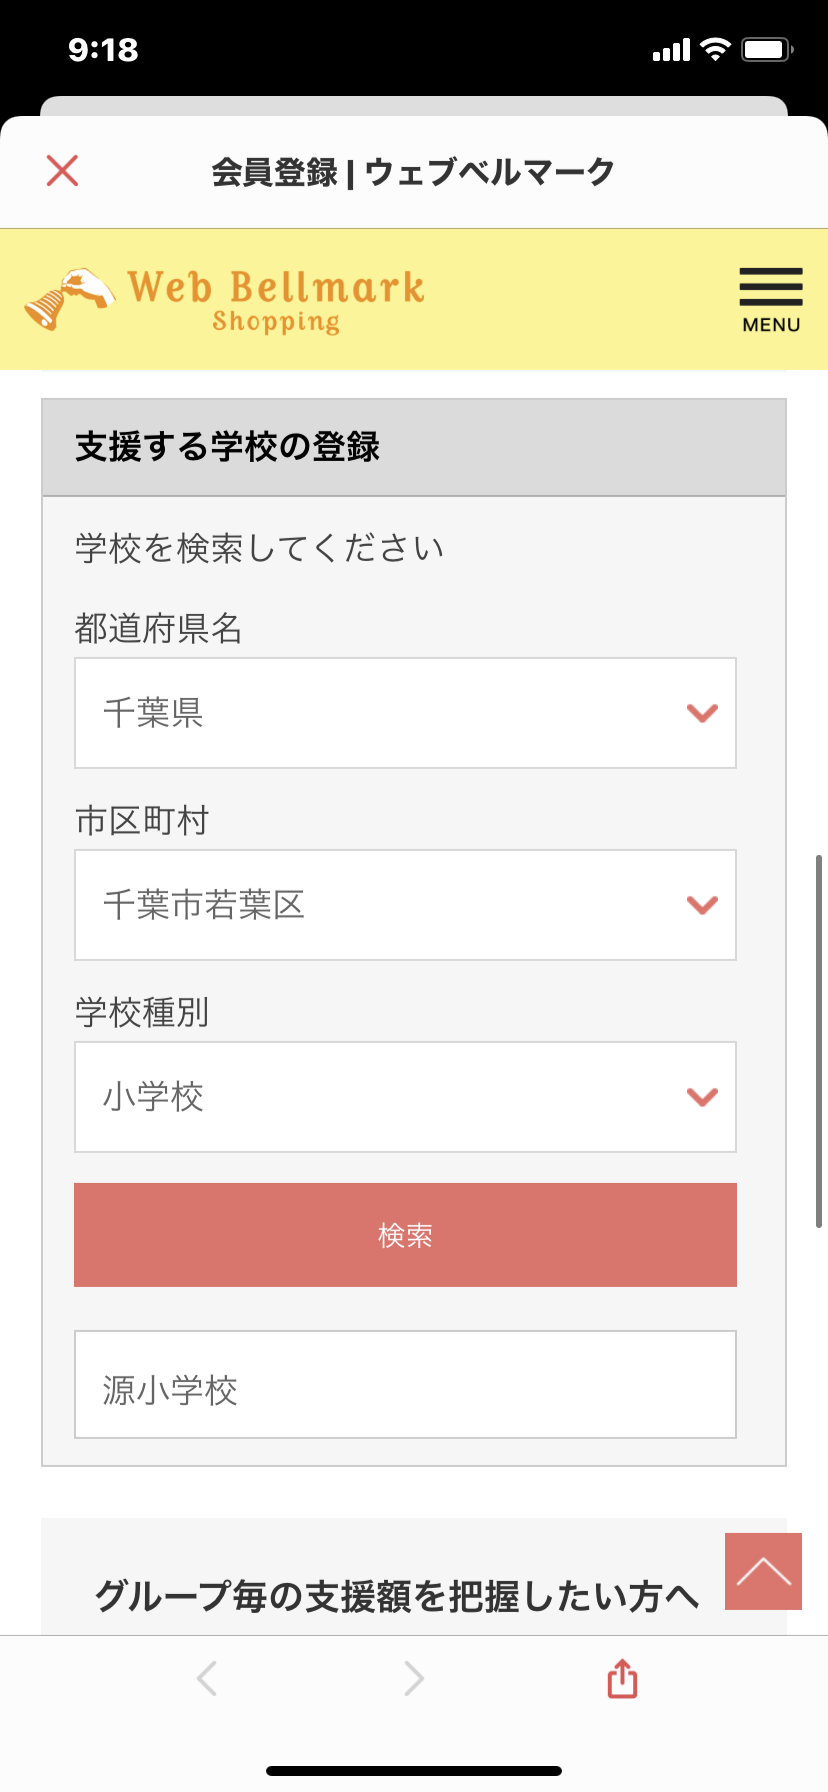 9:18
会員登録 | ウェブベルマーク
Web Bellmark
Shopping
MENU
支援する学校の登録
学校を検索してください
都道府県名
千葉県
市区町村
千葉市若葉区
学校種別
小学校
検索
源小学校
グループ毎の支援額を把握したい方へ